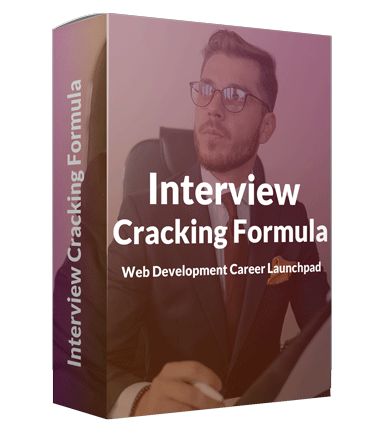 Interview Cracking Formula
Interview
Cracking Formula
Web Development Career Launchpad